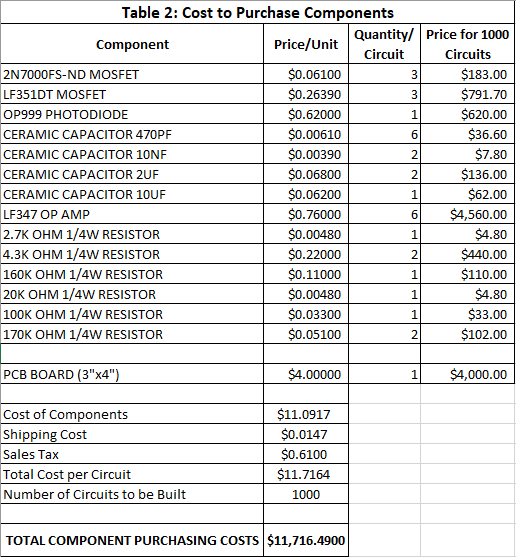 Table 2: Cost to Purchase Components
Component Price/Unit Quantity/ Circuit Price for 1000 Circuits
2N7000FS-ND MOSFET $0.06100 3 $183.00
LF351DT MOSFET $0.26390 3 $791.70
OP999 PHOTODIODE $0.62000 1 $620.00
CERAMIC CAPACITOR 470PF $0.00610 6 $36.60
CERAMIC CAPACITOR 10NF $0.00390 2 $7.80
CERAMIC CAPACITOR 2UF $0.06800 2 $136.00
CERAMIC CAPACITOR 10UF $0.06200 1 $62.00
LF347 OP AMP $0.76000 6 $4,560.00
2.7K OHM 1/4W RESISTOR $0.00480 1 $4.80
4.3K OHM 1/4W RESISTOR $0.22000 2 $440.00
160K OHM 1/4W RESISTOR $0.11000 1 $110.00
20K OHM 1/4W RESISTOR $0.00480 1 $4.80
100K OHM 1/4W RESISTOR $0.03300 1 $33.00
170K OHM 1/4W RESISTOR $0.05100 2 $102.00
PCB BOARD (3"x4") $4.00000 1 $4,000.00
Cost of Components $11.0917
Shipping Cost $0.0147
Sales Tax $0.6100
Total Cost per Circuit $11.7164
Number of Circuits to be Built 1000
TOTAL COMPONENT PURCHASING COSTS $11,716.4900